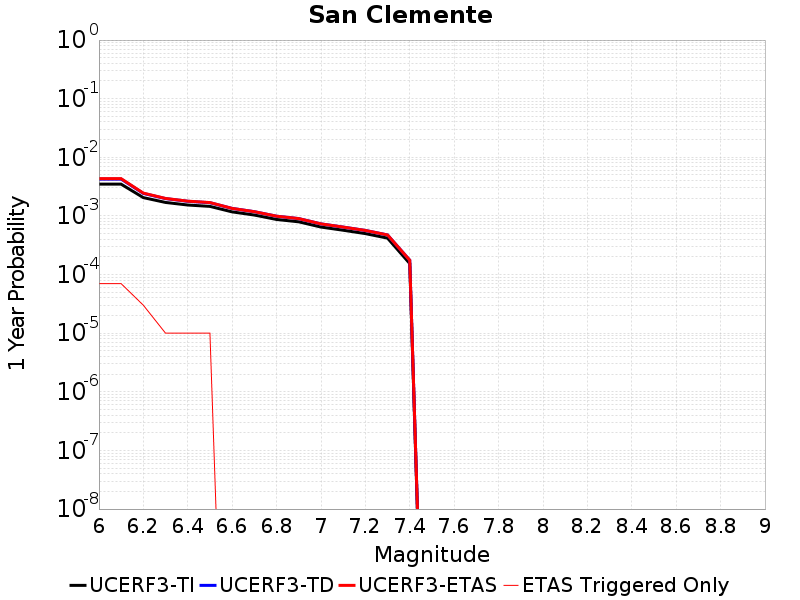 San Clemente
10^0
10^-1
10^-2
10^-3
10^-4
10^-5
10^-6
10^-7
10^-8
1 Year Probability
6 6.2 6.4 6.6 6.8 7 7.2 7.4 7.6 7.8 8 8.2 8.4 8.6 8.8 9
Magnitude
UCERF3-TI UCERF3-TD UCERF3-ETAS ETAS Triggered Only